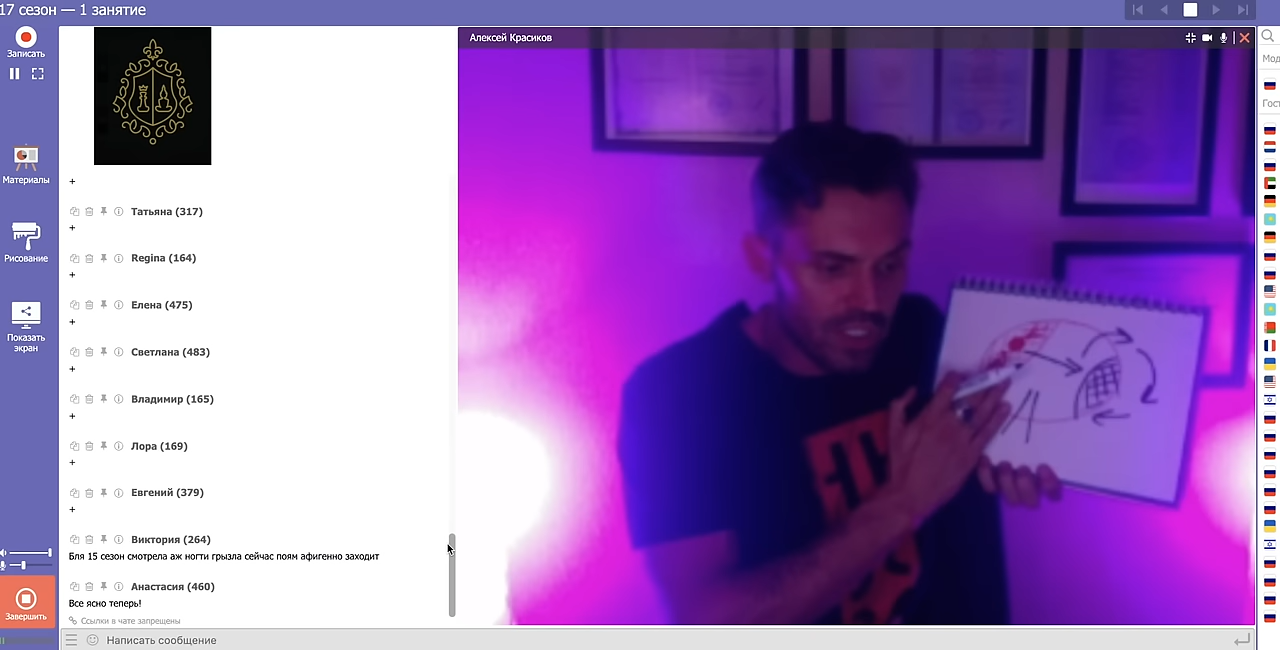 17 сезон — 1 занятие
Записать
Материалы
Рисование
Показать
экран
Завершить
+
Татьяна (317)
+
Regina (164)
+
Елена (475)
+
Светлана (483)
+
Владимир (165)
+
Лора (169)
+
Евгений (379)
+
Виктория (264)
Бля 15 сезон смотрела аж ногти грызла сейчас поям афигенно заходит
Анастасия (460)
Все ясно теперь!
Ссылки в чате запрещены
Написать сообщение
Алексей Красиков
Мод
Гост